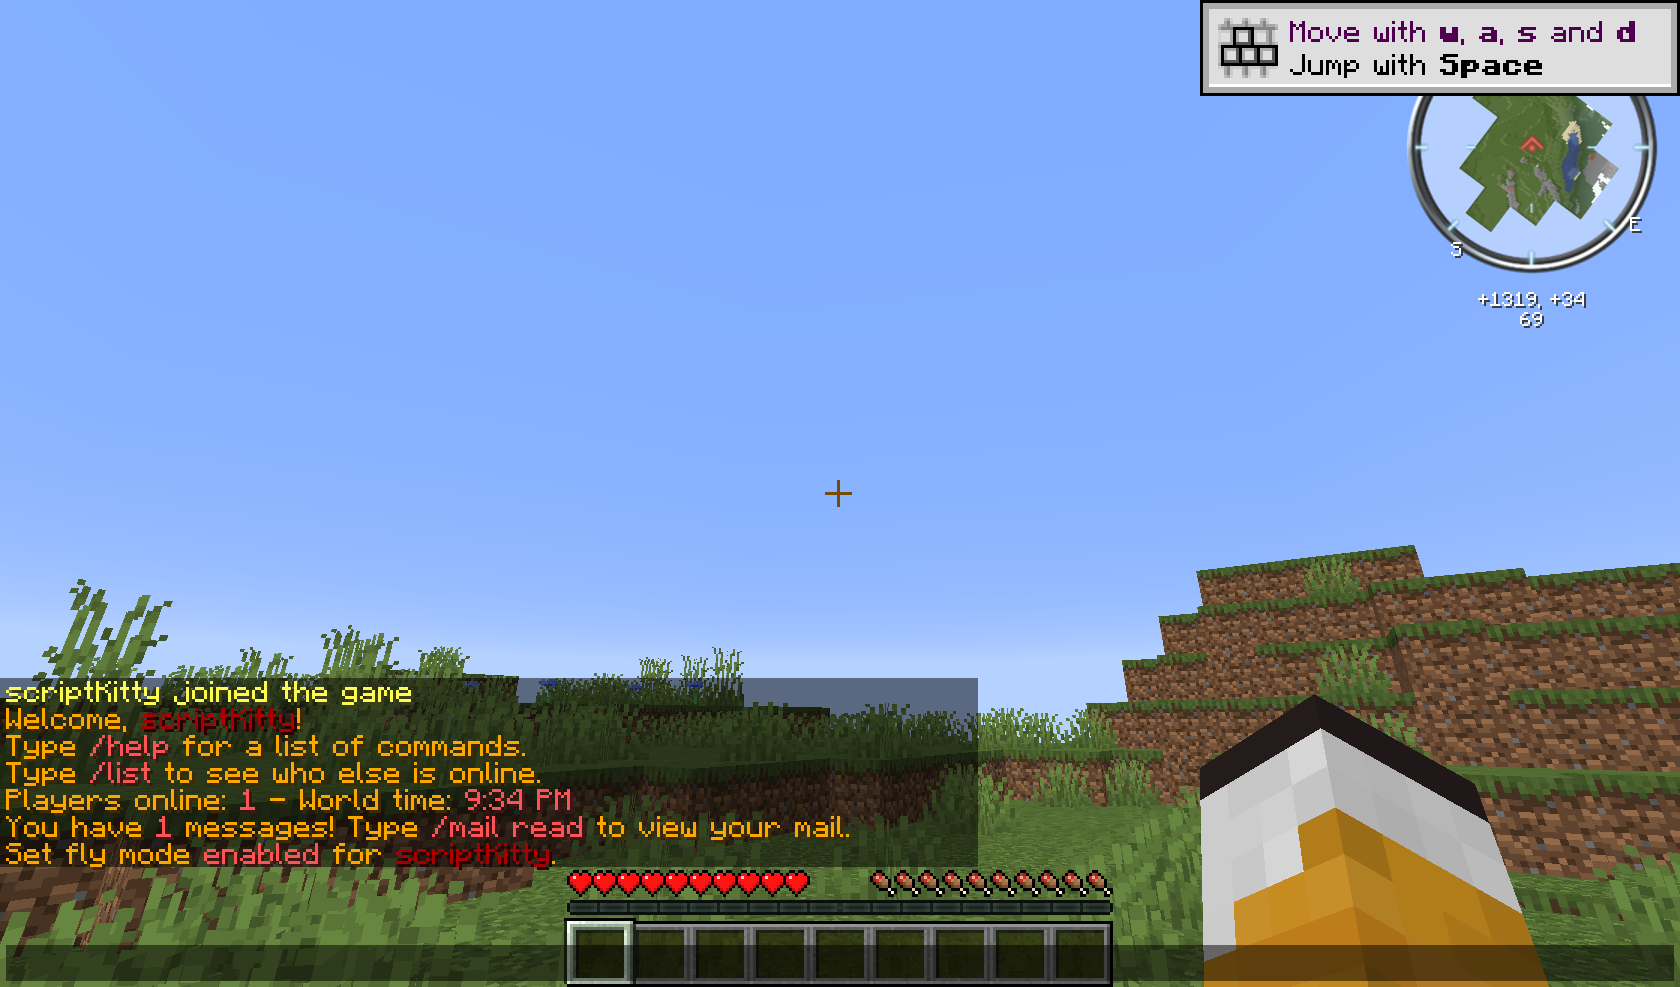 Move with w, a, s and d
Jump with Space
S
E
+1319, +34
69
scriptKitty joined the game
Welcome, scriptKitty!
Type /help for a list of commands.
Type /list to see who else is online.
Players online: 1 - World time: 9:34 PM
You have 1 messages! Type /mail read to view your mail.
Set fly mode enabled for scriptKitty.